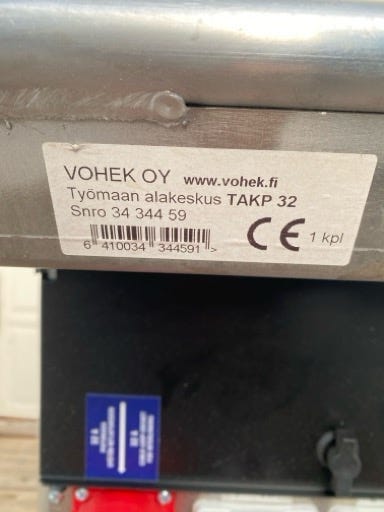 VOHEK OY www.vohek.fi
Työmaan alakeskus TAKP 32
Snro 34 344 59
CE 1 kpl
6 410034 344591 >